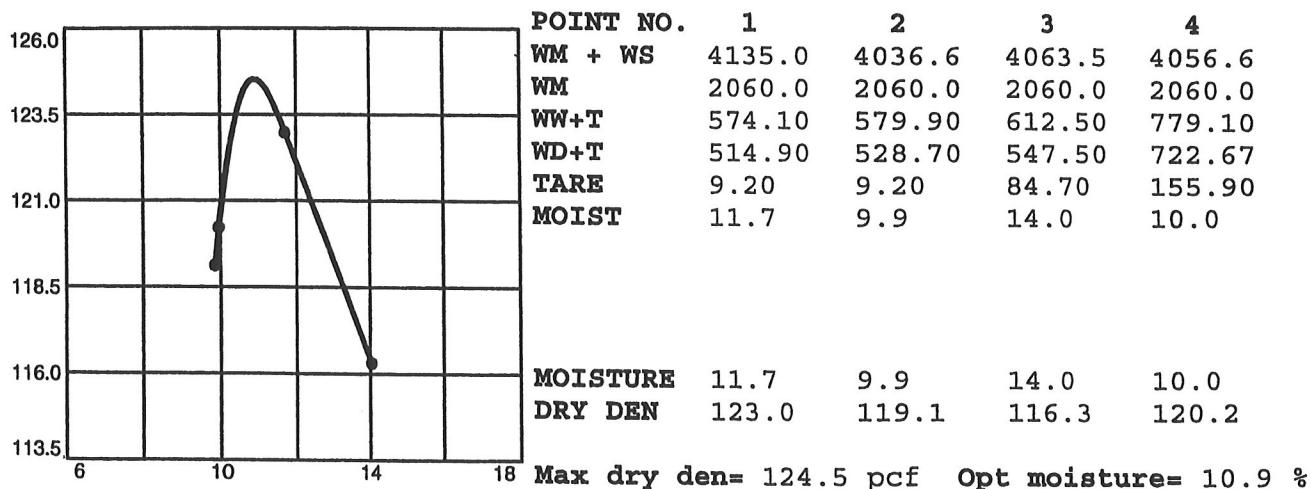 126.0
123.5
121.0
118.5
116.0
113.5
6 10 14 18
POINT NO. 1 2 3 4
WM + WS 4135.0 4036.6 4063.5 4056.6
WM 2060.0 2060.0 2060.0 2060.0
WW+T 574.10 579.90 612.50 779.10
WD+T 514.90 528.70 547.50 722.67
TARE 9.20 9.20 84.70 155.90
MOIST 11.7 9.9 14.0 10.0
MOISTURE 11.7 9.9 14.0 10.0
DRY DEN 123.0 119.1 116.3 120.2
Max dry den= 124.5 pcf Opt moisture= 10.9 %